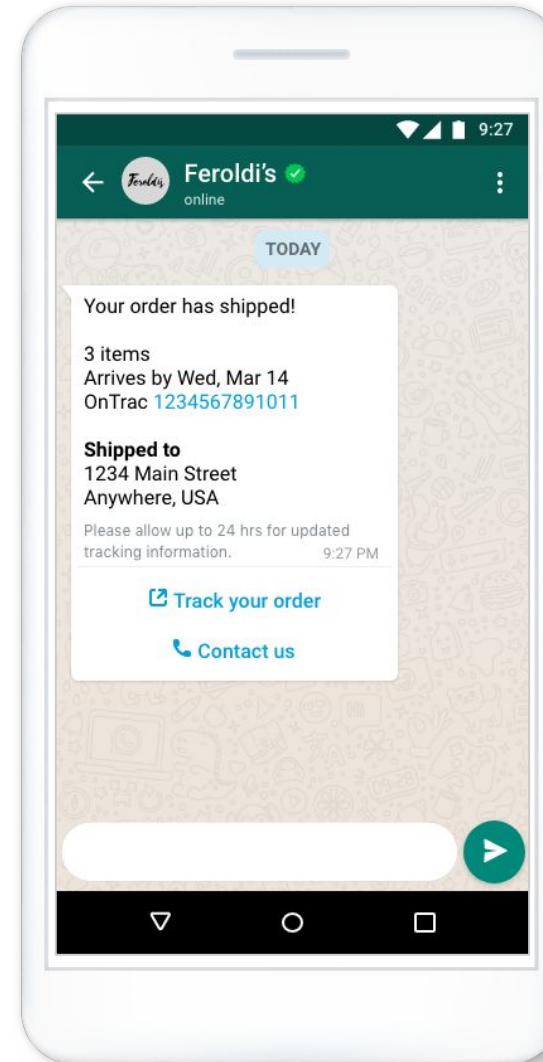 9:27
Feroldi's
Feroldi's
online
TODAY
Your order has shipped!
3 items
Arrives by Wed, Mar 14
OnTrac 1234567891011
Shipped to
1234 Main Street
Anywhere, USA
Please allow up to 24 hrs for updated
tracking information. 9:27 PM
Track your order
Contact us